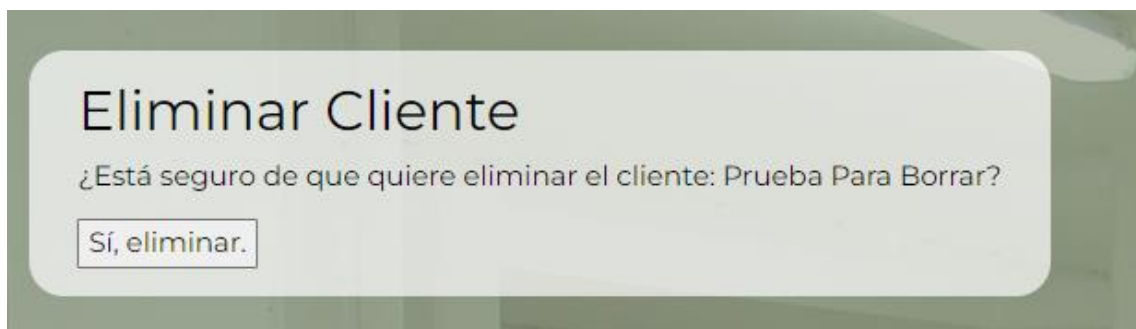 Eliminar Cliente
¿Está seguro de que quiere eliminar el cliente: Prueba Para Borrar?
Sí, eliminar.